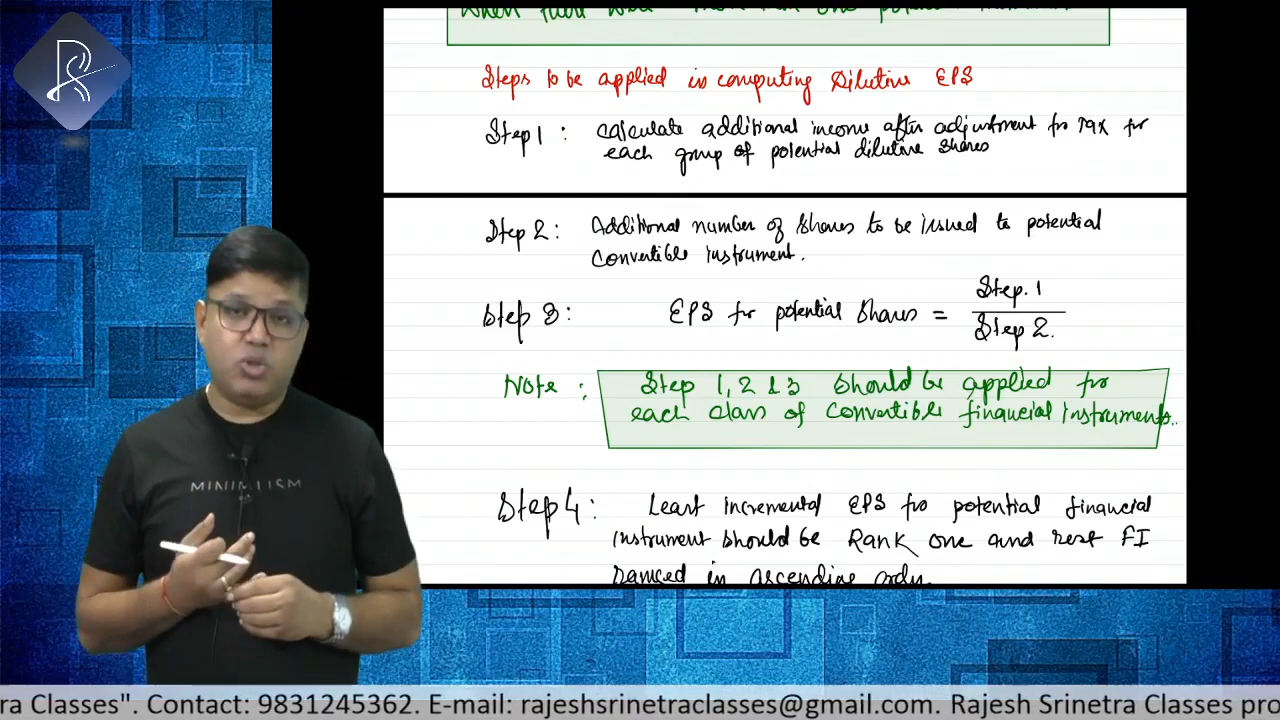 Steps to be applied in computing Dilutive EPS
Step 1 : calculate additional income after adjustment for Tax for
each group of potential dilutive shares
Step 2 : Additional number of shares to be issued to potential
Convertible instrument.
Step 3 : EPS for potential Shares = Step. 1
Step 2.
Note : Step 1, 2 & 3 Should be applied for
each class of Convertible financial instruments..
Step 4 : Least incremental EPS for potential financial
instrument should be Rank one and rest FI
in ascending order.
MINIMLISM
RS
ra Classes". Contact: 9831245362. E-mail: rajeshsrinetraclasses@gmail.com. Rajesh Srinetra Classes pro